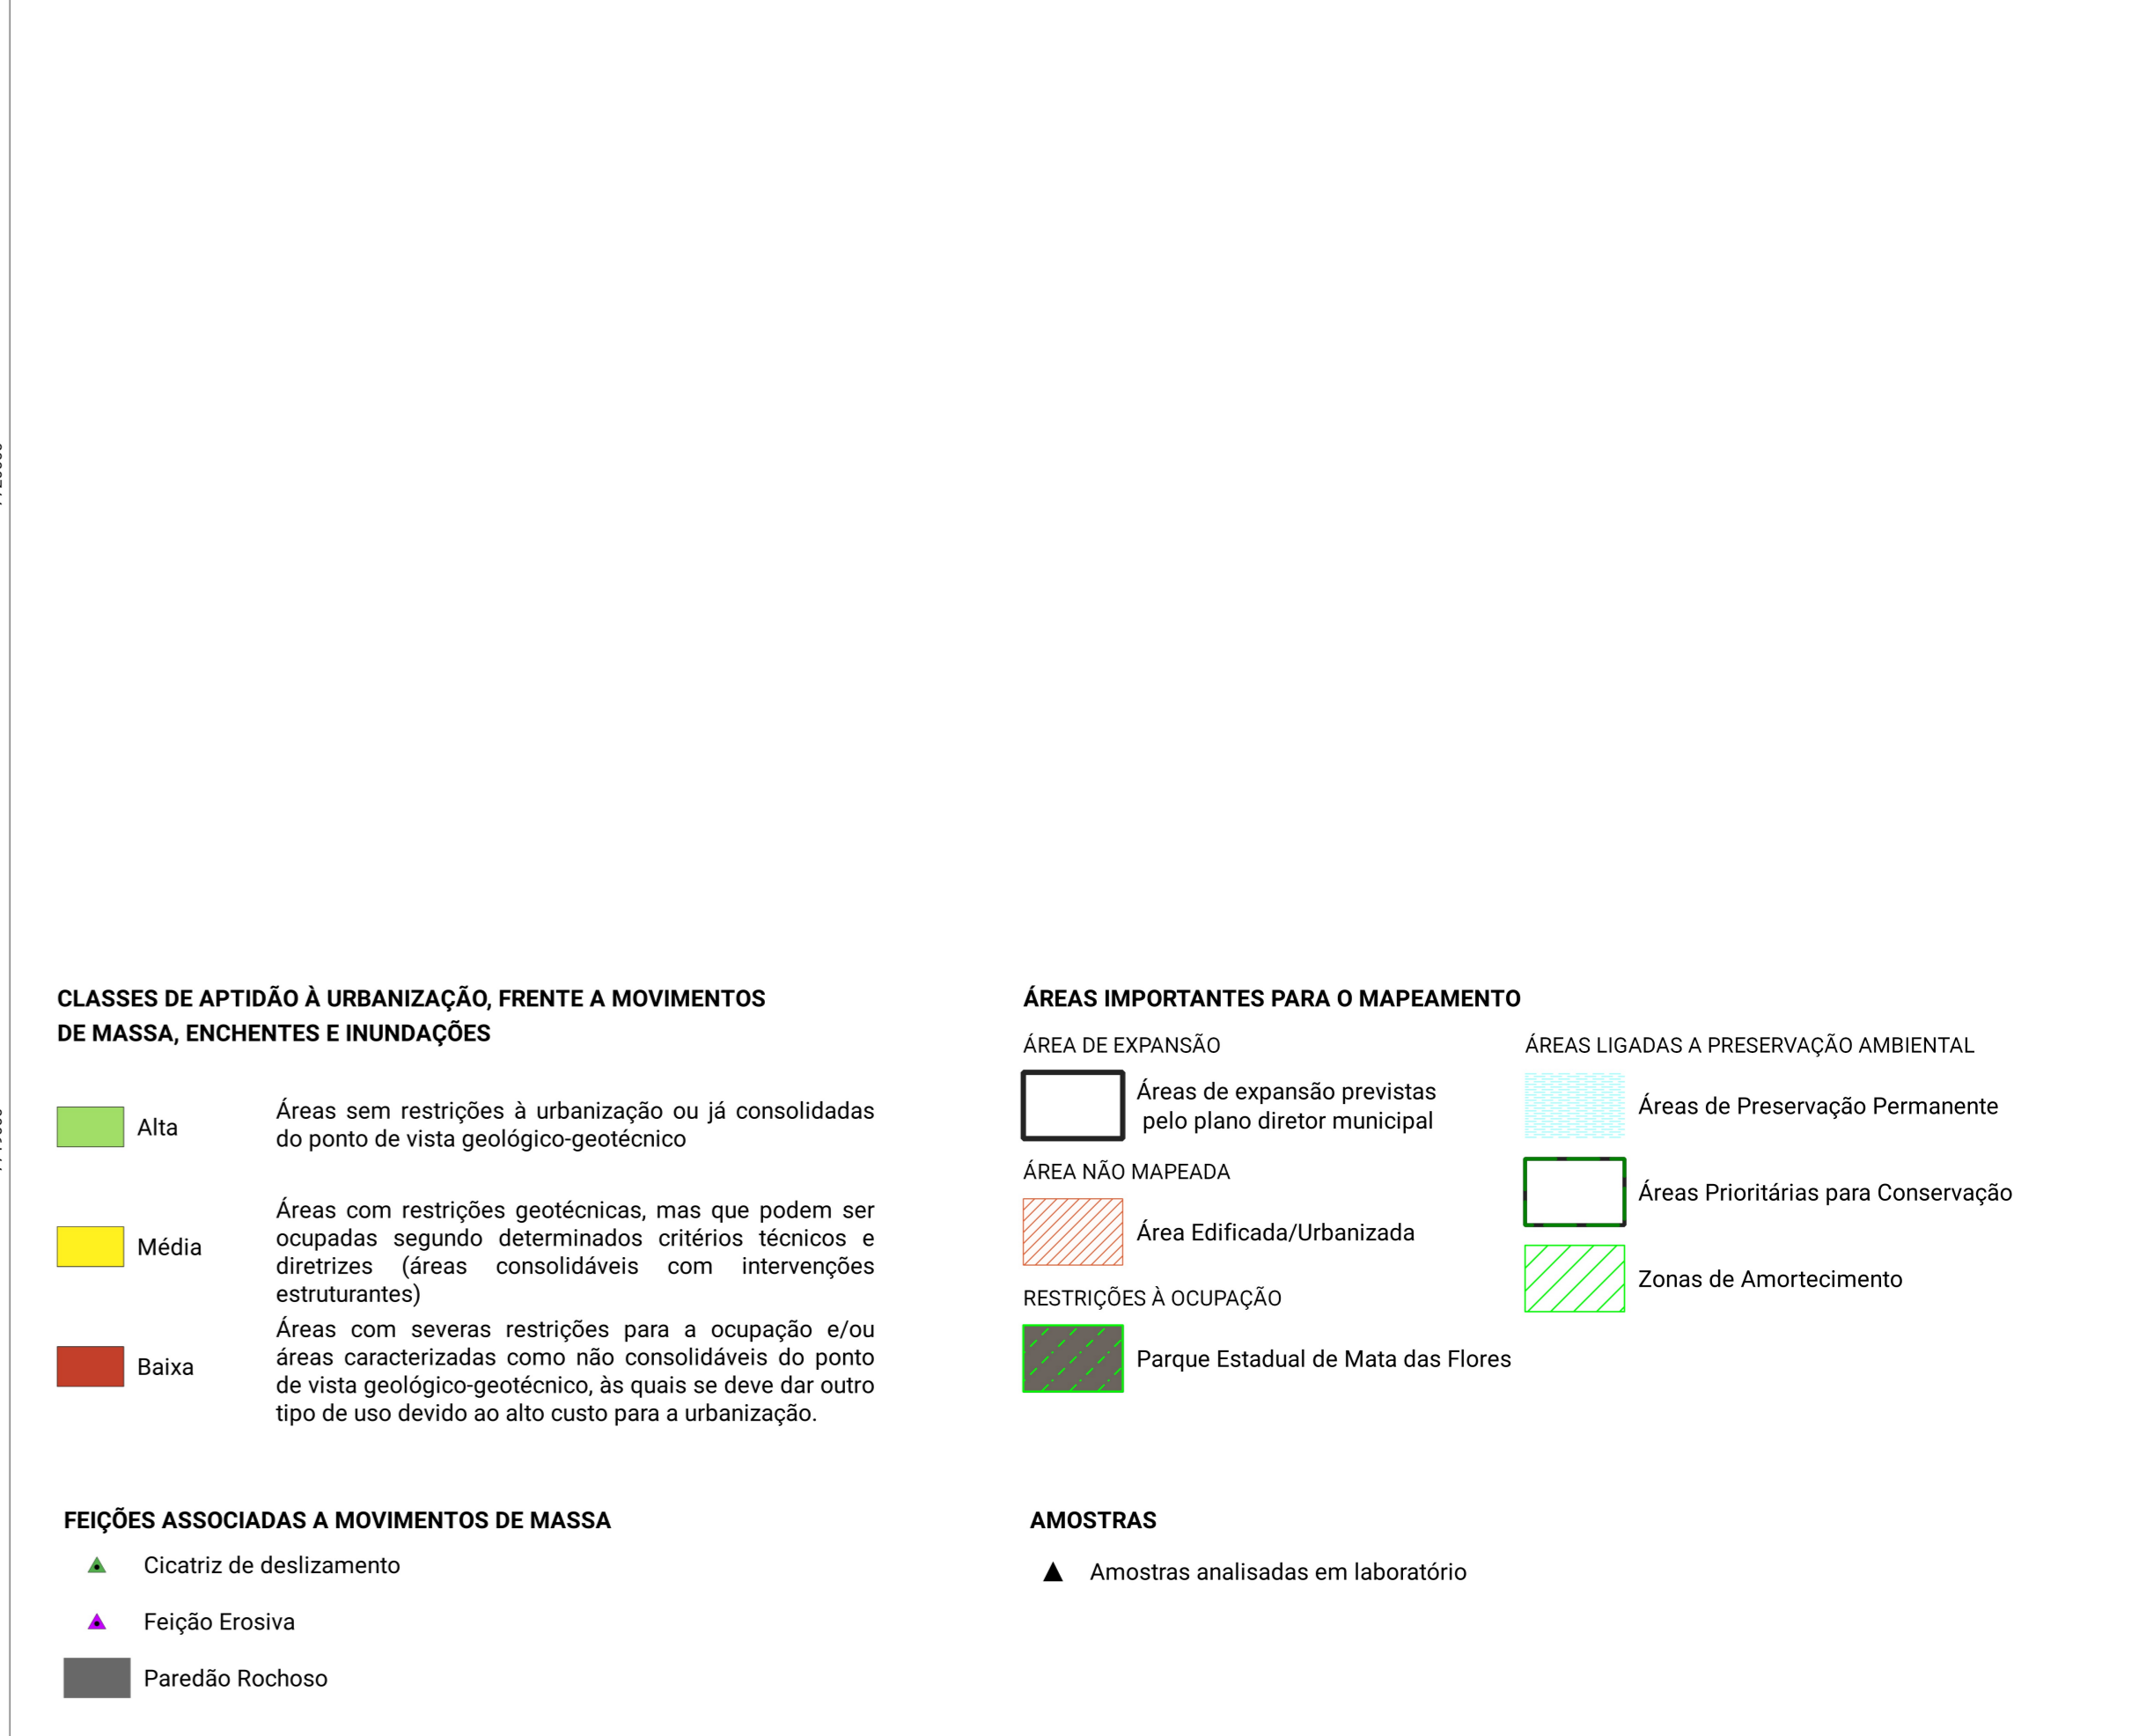 CLASSES DE APTIDÃO À URBANIZAÇÃO, FRENTE A MOVIMENTOS
DE MASSA, ENCHENTES E INUNDAÇÕES
Alta
Áreas sem restrições à urbanização ou já consolidadas
do ponto de vista geológico-geotécnico
Média
Áreas com restrições geotécnicas, mas que podem ser
ocupadas segundo determinados critérios técnicos e
diretrizes (áreas consolidáveis com intervenções
estruturantes)
Baixa
Áreas com severas restrições para a ocupação e/ou
áreas caracterizadas como não consolidáveis do ponto
de vista geológico-geotécnico, às quais se deve dar outro
tipo de uso devido ao alto custo para a urbanização.
FEIÇÕES ASSOCIADAS A MOVIMENTOS DE MASSA
Cicatriz de deslizamento
Feição Erosiva
Paredão Rochoso
ÁREAS IMPORTANTES PARA O MAPEAMENTO
ÁREA DE EXPANSÃO
Áreas de expansão previstas
pelo plano diretor municipal
ÁREA NÃO MAPEADA
Área Edificada/Urbanizada
RESTRIÇÕES À OCUPAÇÃO
Parque Estadual de Mata das Flores
ÁREAS LIGADAS A PRESERVAÇÃO AMBIENTAL
Áreas de Preservação Permanente
Áreas Prioritárias para Conservação
Zonas de Amortecimento
AMOSTRAS
Amostras analisadas em laboratório